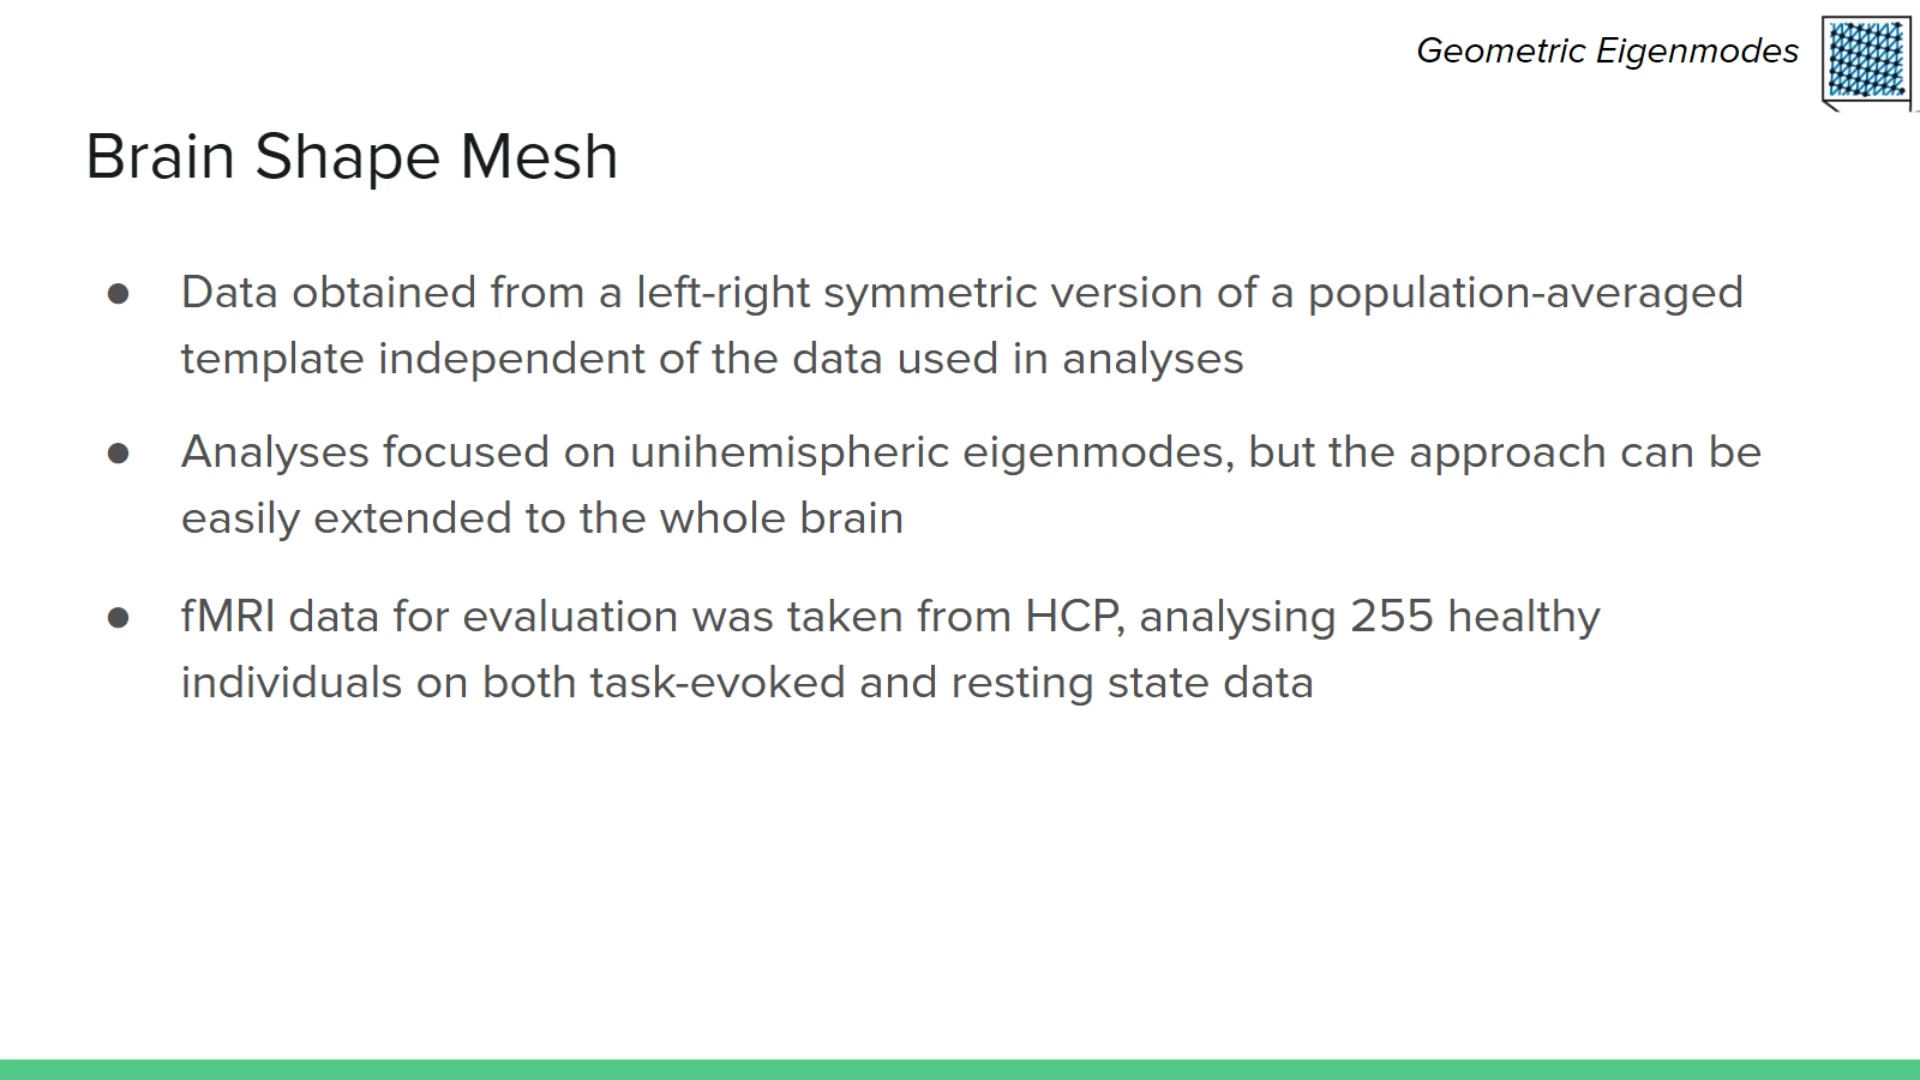 Geometric Eigenmodes
Brain Shape Mesh
● Data obtained from a left-right symmetric version of a population-averaged
template independent of the data used in analyses
● Analyses focused on unihemispheric eigenmodes, but the approach can be
easily extended to the whole brain
● fMRI data for evaluation was taken from HCP, analysing 255 healthy
individuals on both task-evoked and resting state data